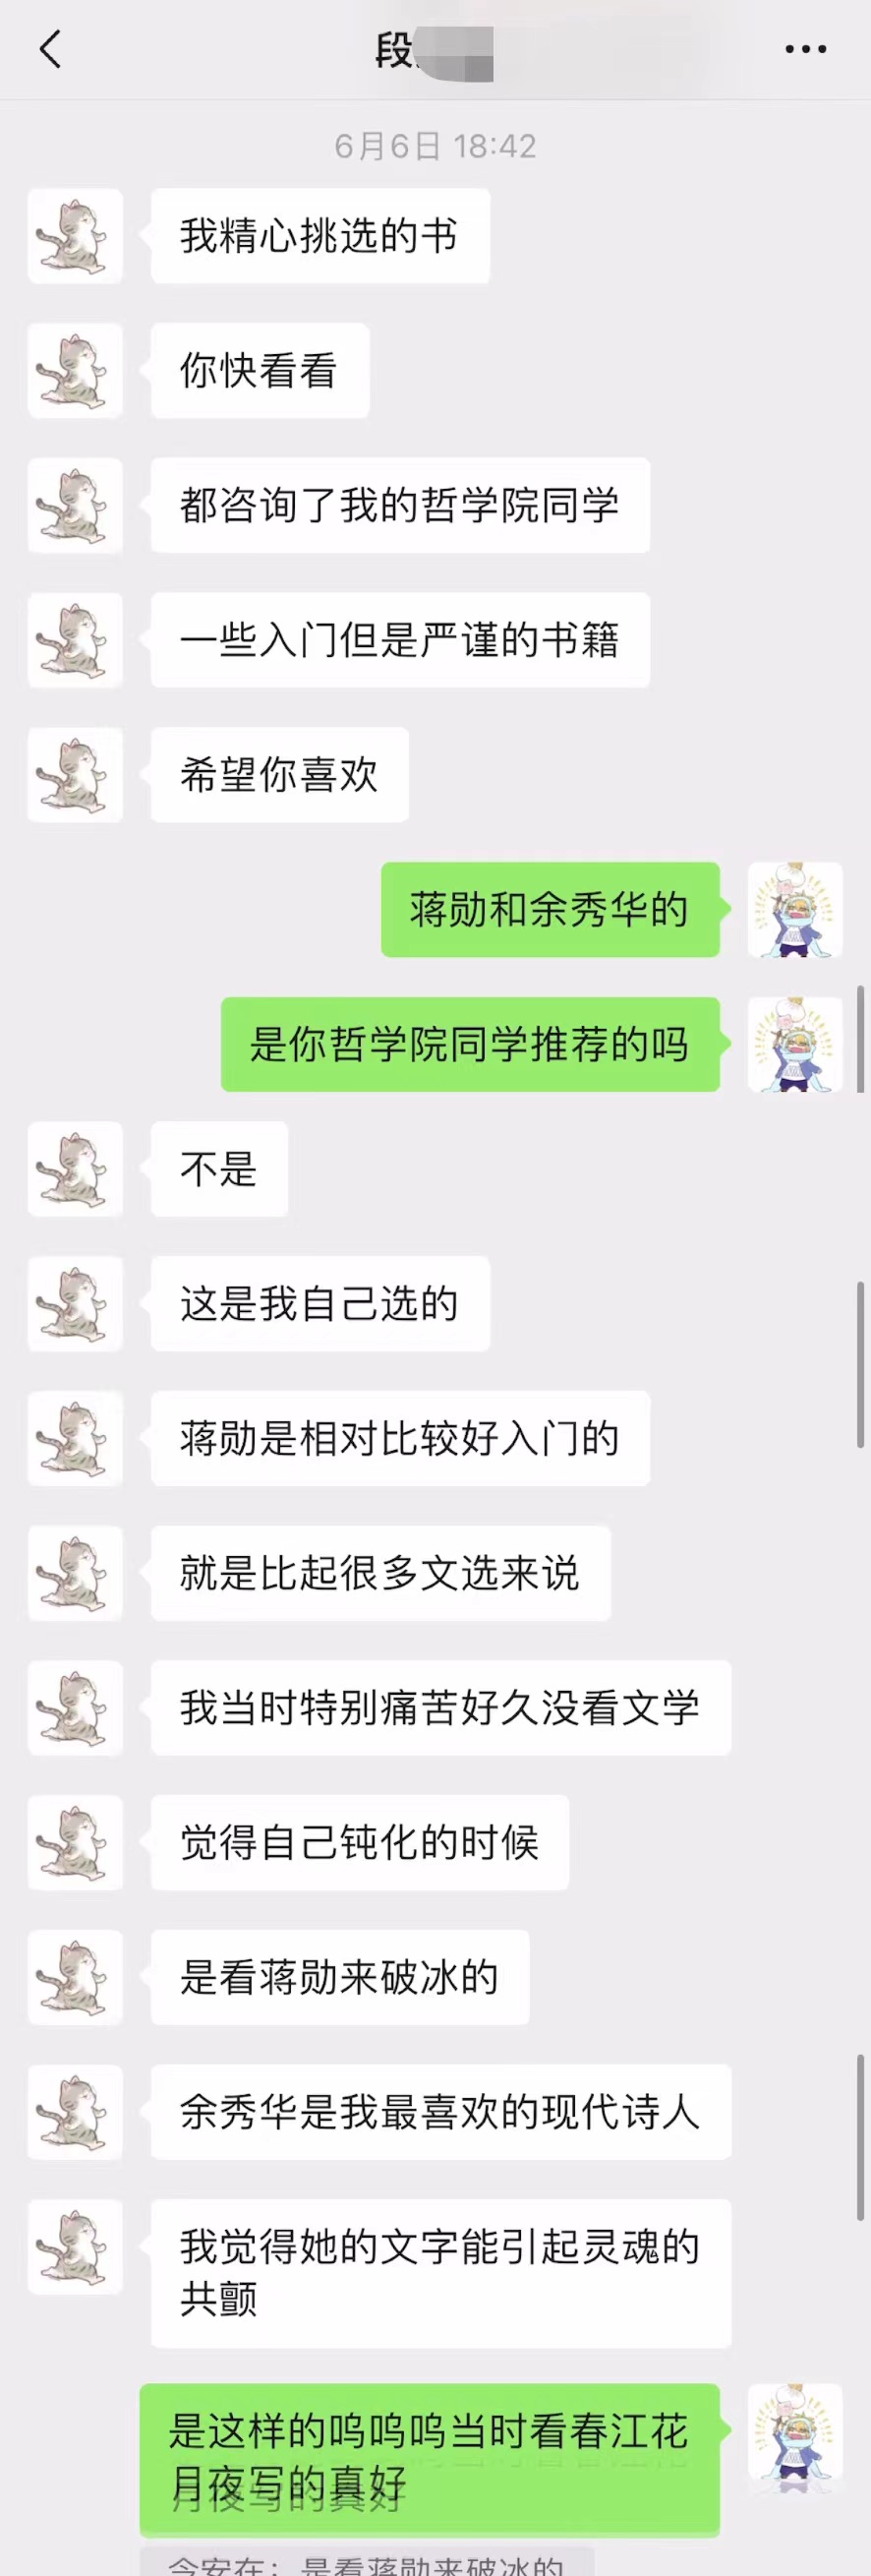 段
6月6日 18:42
我精心挑选的书
你快看看
都咨询了我的哲学院同学
一些入门但是严谨的书籍
希望你喜欢
蒋勋和余秀华的
是你哲学院同学推荐的吗
不是
这是我自己选的
蒋勋是相对比较好入门的
就是比起很多文选来说
我当时特别痛苦好久没看文学
觉得自己钝化的时候
是看蒋勋来破冰的
余秀华是我最喜欢的现代诗人
我觉得她的文字能引起灵魂的
共颤
是这样的呜呜呜当时看春江花
月夜写的真好
今安在：是看蒋勋来破冰的